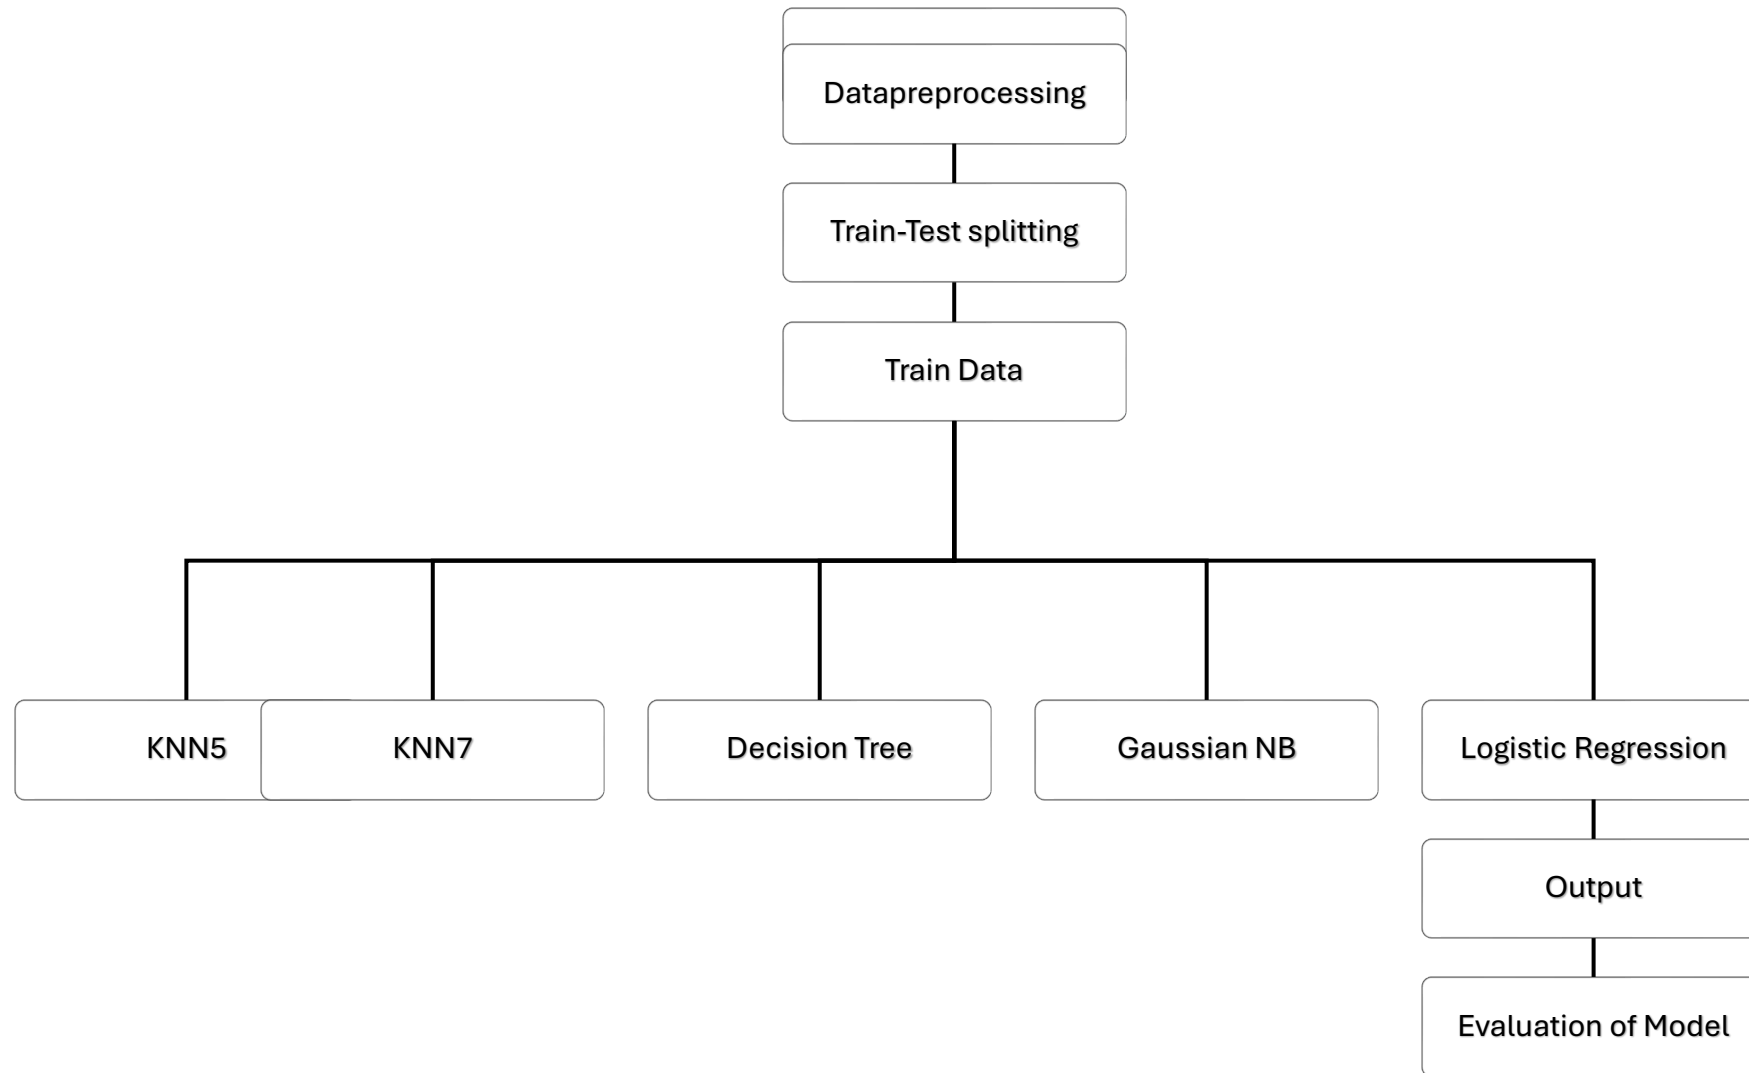 Datapreprocessing
Train-Test splitting
Train Data
KNN5
KNN7
Decision Tree
Gaussian NB
Logistic Regression
Output
Evaluation of Model